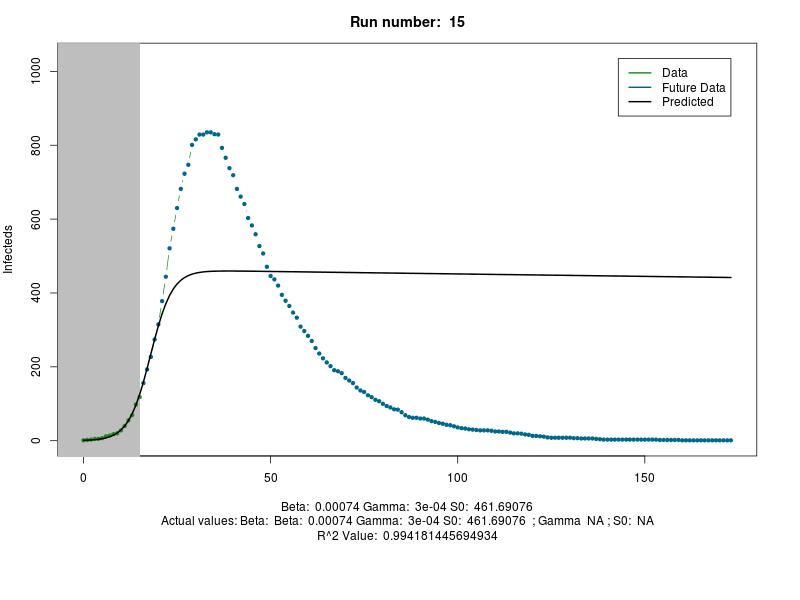 Run number: 15
1000
800
600
400
200
0
Infecteds
Data
Future Data
Predicted
0 50 100 150
Beta: 0.00074 Gamma: 3e-04 S0: 461.69076
Actual values: Beta: Beta: 0.00074 Gamma: 3e-04 S0: 461.69076 ; Gamma NA ; S0: NA
R^2 Value: 0.994181445694934